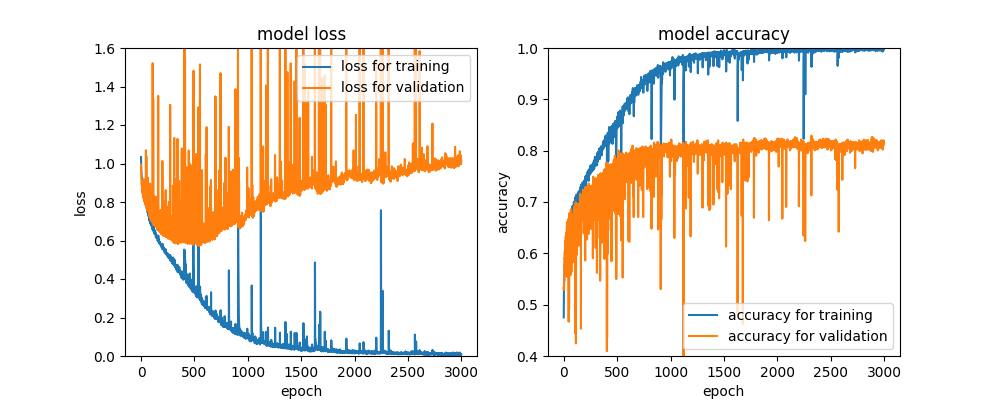 model loss
1.6
1.4
1.2
1.0
0.8
0.6
0.4
0.2
0.0
loss
0 500 1000 1500 2000 2500 3000
epoch
loss for training
loss for validation
model accuracy
1.0
0.9
0.8
0.7
0.6
0.5
0.4
accuracy
0 500 1000 1500 2000 2500 3000
epoch
accuracy for training
accuracy for validation